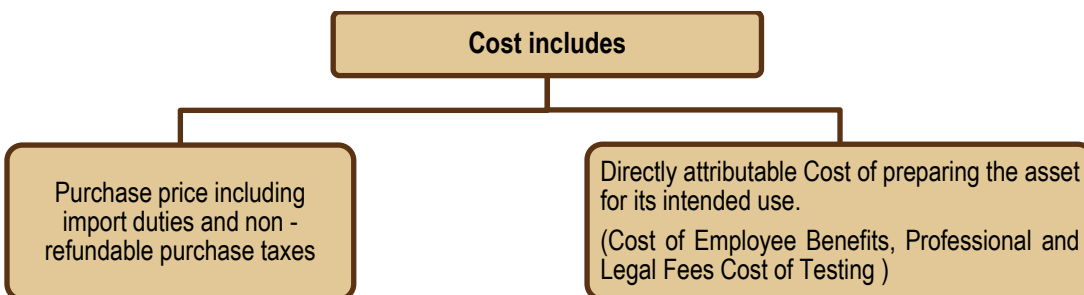 Cost includes
Purchase price including
import duties and non -
refundable purchase taxes
Directly attributable Cost of preparing the asset
for its intended use.
(Cost of Employee Benefits, Professional and
Legal Fees Cost of Testing )